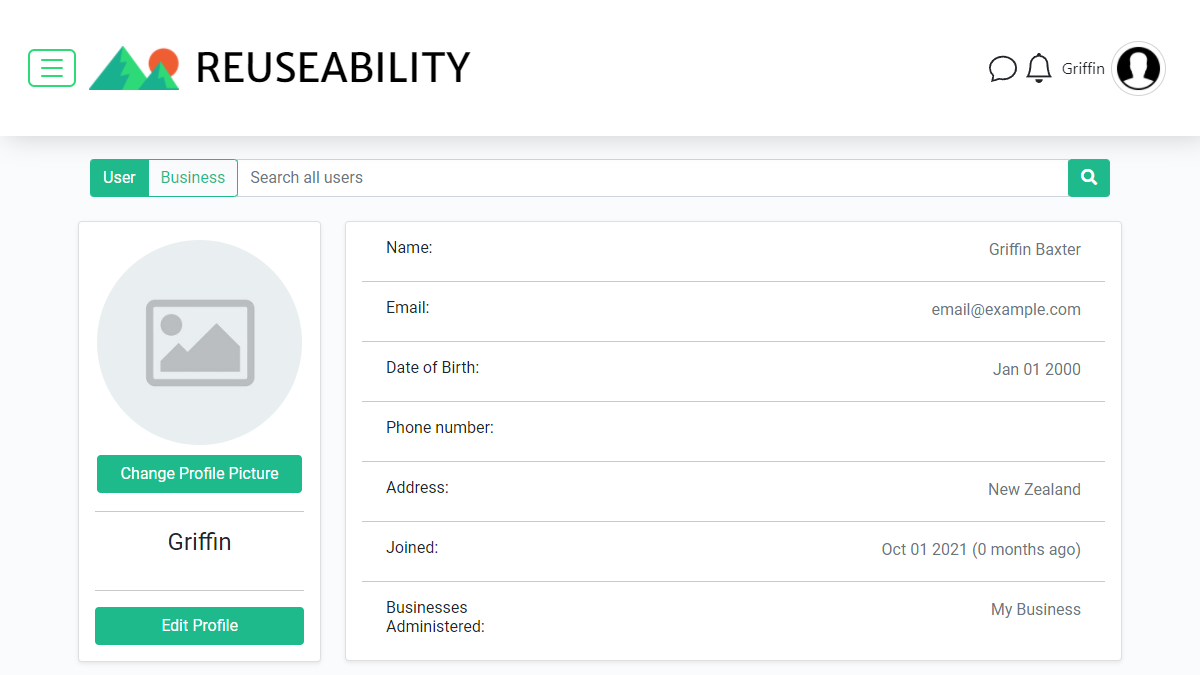 REUSEABILITY
Griffin
User Business Search all users
Change Profile Picture
Griffin
Edit Profile
Name: Griffin Baxter
Email: email@example.com
Date of Birth: Jan 01 2000
Phone number:
Address: New Zealand
Joined: Oct 01 2021 (0 months ago)
Businesses My Business
Administered: